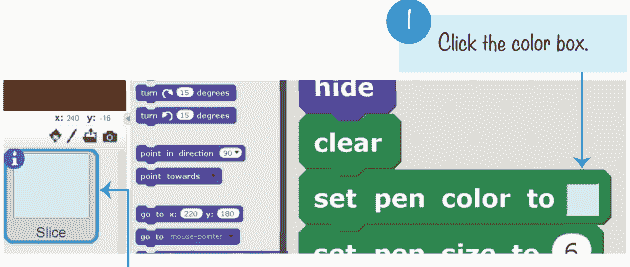 1
Click the color box.
x: 240 y: -16
i
Slice
turn 15 degrees
turn 15 degrees
point in direction 90
point towards
go to x: 220 y: 180
go to mouse-pointer
hide
clear
set pen color to
set pen size to 6